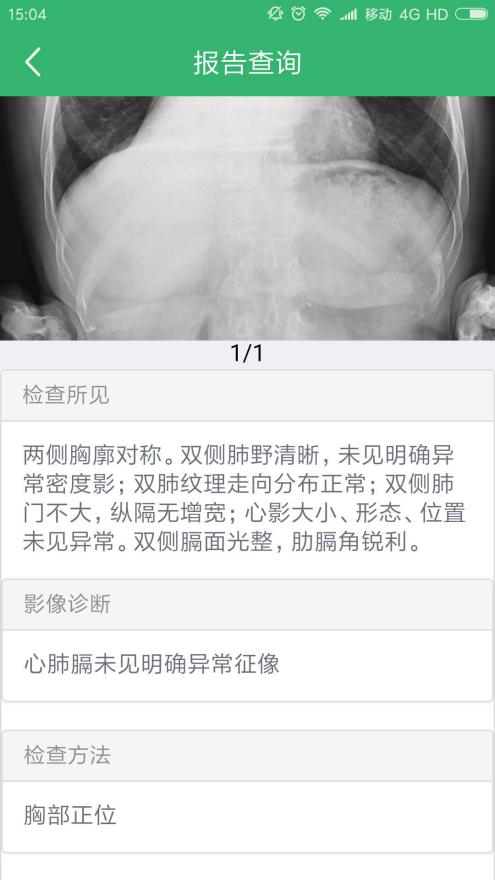 15:04 移动 4G HD
报告查询
1/1
检查所见
两侧胸廓对称。双侧肺野清晰，未见明确异
常密度影；双肺纹理走向分布正常；双侧肺
门不大，纵隔无增宽；心影大小、形态、位置
未见异常。双侧膈面光整，肋膈角锐利。
影像诊断
心肺膈未见明确异常征像
检查方法
胸部正位